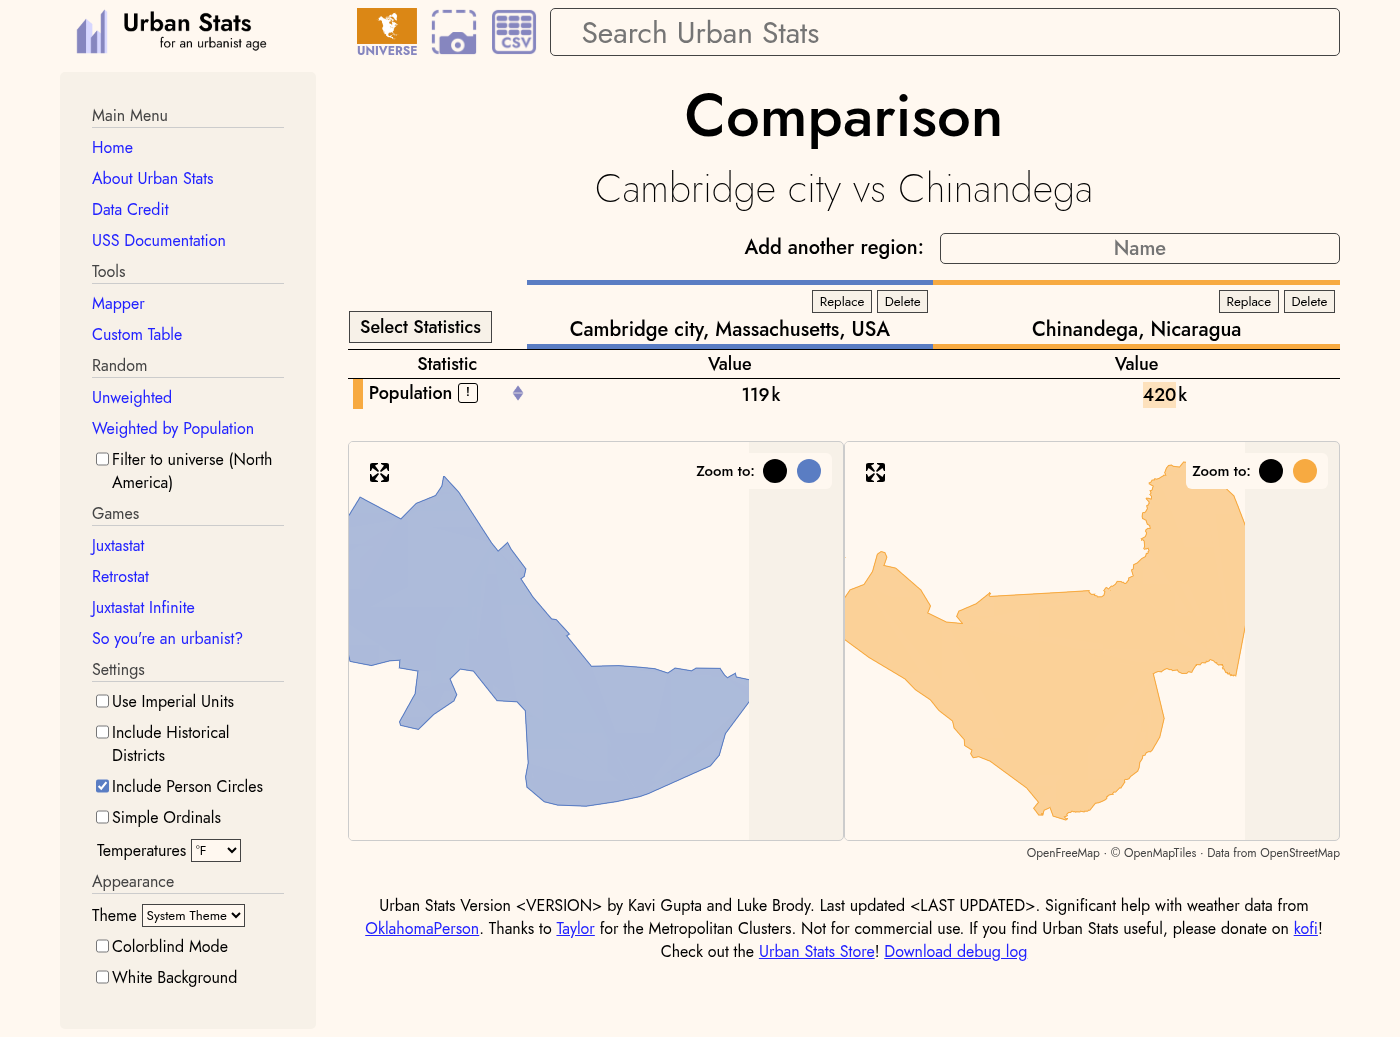 Urban Stats
for an urbanist age
UNIVERSE
CSV
Search Urban Stats
Main Menu
Home
About Urban Stats
Data Credit
USS Documentation
Tools
Mapper
Custom Table
Random
Unweighted
Weighted by Population
Filter to universe (North
America)
Games
Juxtastat
Retrostat
Juxtastat Infinite
So you're an urbanist?
Settings
Use Imperial Units
Include Historical
Districts
Include Person Circles
Simple Ordinals
Temperatures °F
Appearance
Theme System Theme
Colorblind Mode
White Background
Comparison
Cambridge city vs Chinandega
Add another region: Name
Replace Delete Replace Delete
Select Statistics Cambridge city, Massachusetts, USA Chinandega, Nicaragua
Statistic Value Value
Population ! 119k 420k
Zoom to: Zoom to:
OpenFreeMap · © OpenMapTiles · Data from OpenStreetMap
Urban Stats Version <VERSION> by Kavi Gupta and Luke Brody. Last updated <LAST UPDATED>. Significant help with weather data from
OklahomaPerson. Thanks to Taylor for the Metropolitan Clusters. Not for commercial use. If you find Urban Stats useful, please donate on kofi!
Check out the Urban Stats Store! Download debug log